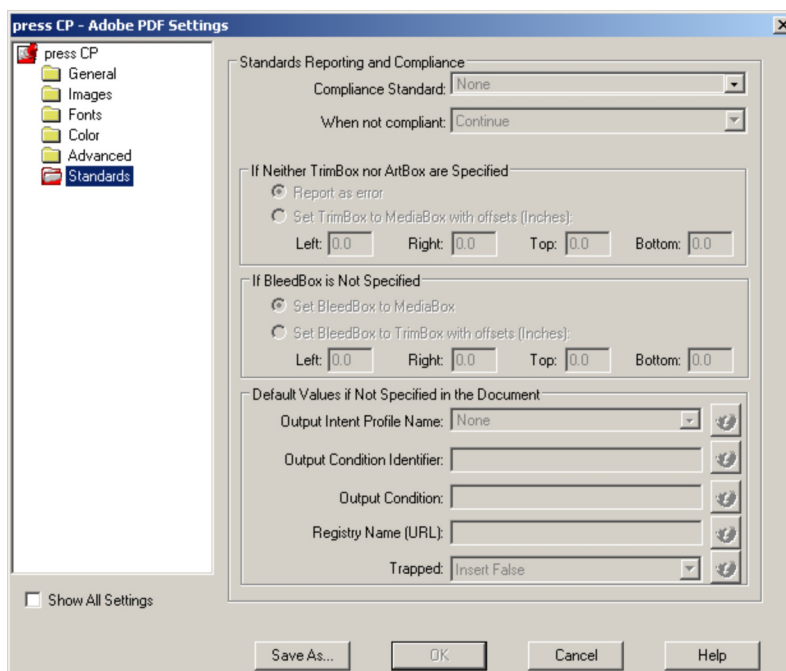 press CP - Adobe PDF Settings
press CP
General
Images
Fonts
Color
Advanced
Standards
Show All Settings
Standards Reporting and Compliance
Compliance Standard: None
When not compliant: Continue
If Neither TrimBox nor ArtBox are Specified
Report as error
Set TrimBox to MediaBox with offsets (Inches):
Left: 0.0 Right: 0.0 Top: 0.0 Bottom: 0.0
If BleedBox is Not Specified
Set BleedBox to MediaBox
Set BleedBox to TrimBox with offsets (Inches):
Left: 0.0 Right: 0.0 Top: 0.0 Bottom: 0.0
Default Values if Not Specified in the Document
Output Intent Profile Name: None
Output Condition Identifier:
Output Condition:
Registry Name (URL):
Trapped: Insert False
Save As... OK Cancel Help